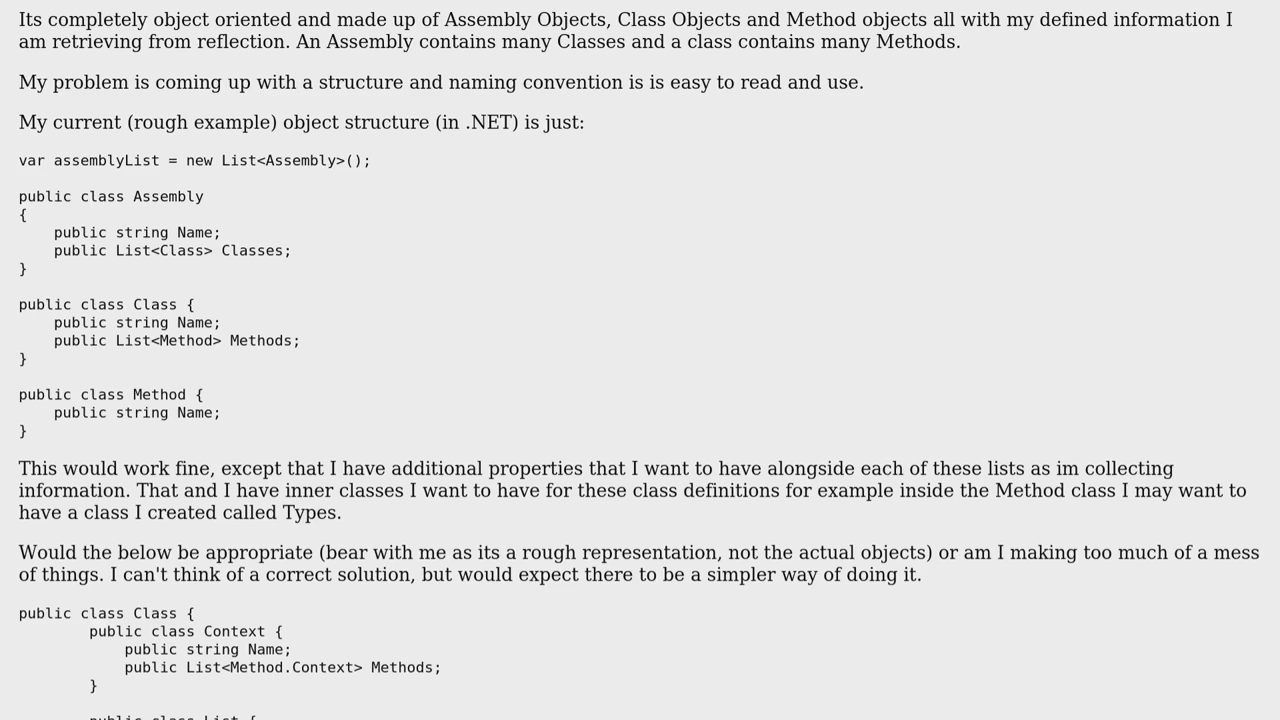 Its completely object oriented and made up of Assembly Objects, Class Objects and Method objects all with my defined information I
am retrieving from reflection. An Assembly contains many Classes and a class contains many Methods.
My problem is coming up with a structure and naming convention is is easy to read and use.
My current (rough example) object structure (in .NET) is just:
var assemblyList = new List<Assembly>();
public class Assembly
{
    public string Name;
    public List<Class> Classes;
}
public class Class {
    public string Name;
    public List<Method> Methods;
}
public class Method {
    public string Name;
}
This would work fine, except that I have additional properties that I want to have alongside each of these lists as im collecting
information. That and I have inner classes I want to have for these class definitions for example inside the Method class I may want to
have a class I created called Types.
Would the below be appropriate (bear with me as its a rough representation, not the actual objects) or am I making too much of a mess
of things. I can't think of a correct solution, but would expect there to be a simpler way of doing it.
public class Class {
        public class Context {
            public string Name;
            public List<Method.Context> Methods;
        }
        public class List {